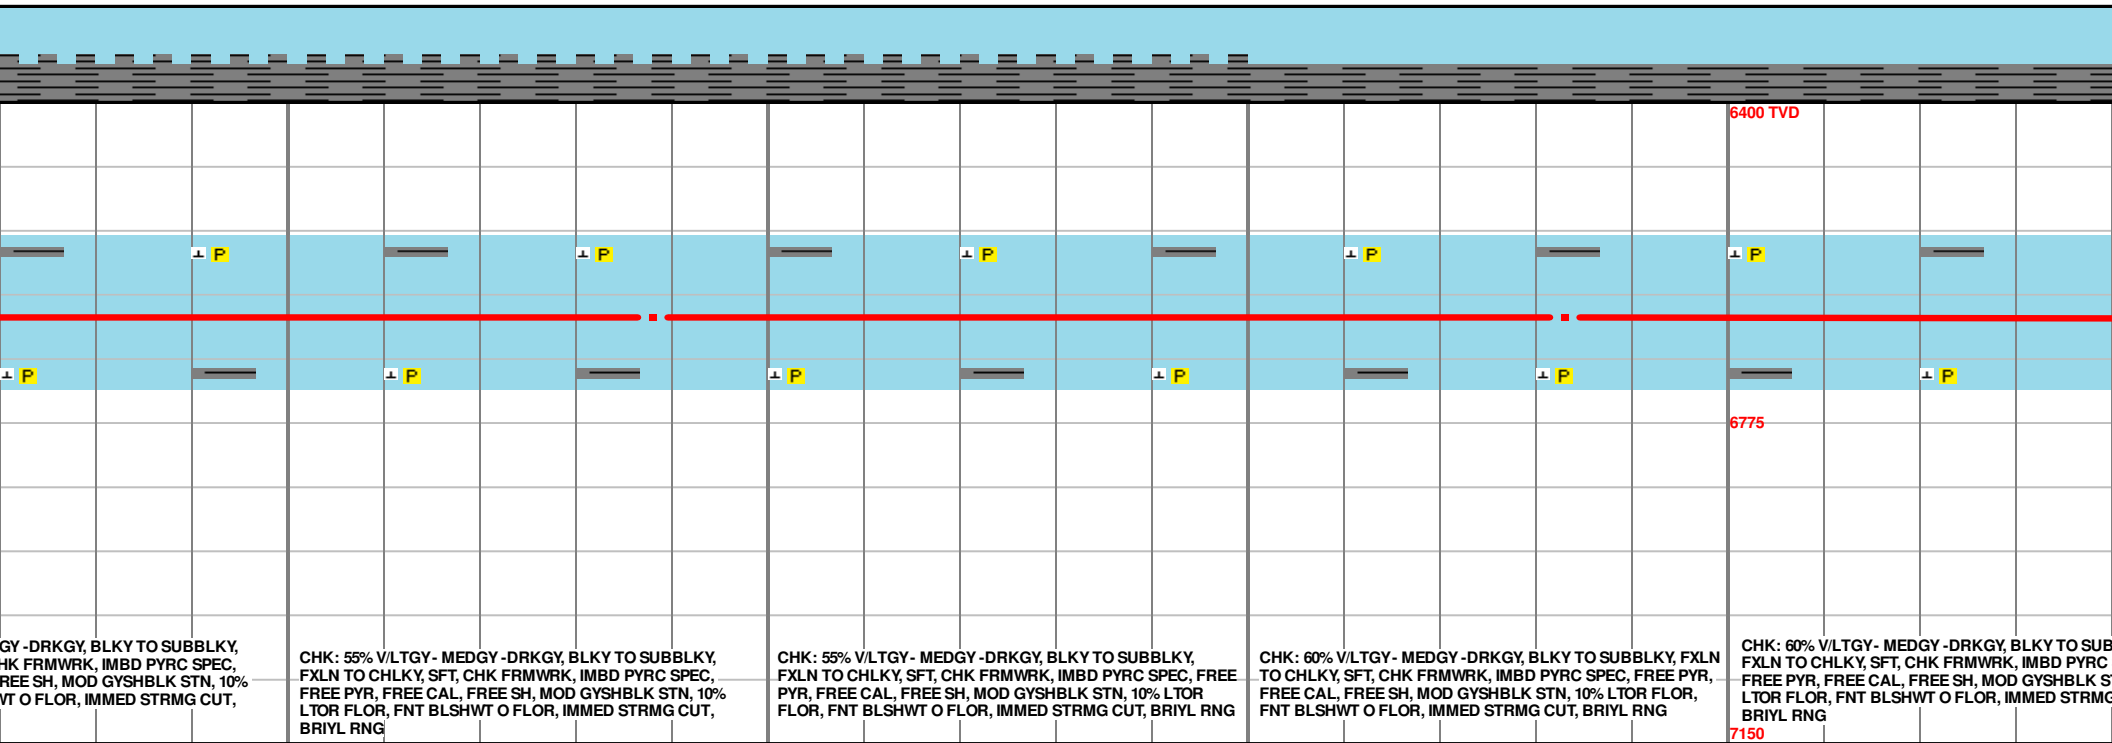 6400 TVD
P
P
P
P
P
P
P
P
P
P
P
6775
GY -DRKGY, BLKY TO SUBBLKY,
HK FRMWRK, IMBD PYRC SPEC,
REE SH, MOD GYSHBLK STN, 10%
WT O FLOR, IMMED STRMG CUT,
CHK: 55% V/LTGY- MEDGY -DRKGY, BLKY TO SUBBLKY,
FXLN TO CHLKY, SFT, CHK FRMWRK, IMBD PYRC SPEC,
FREE PYR, FREE CAL, FREE SH, MOD GYSHBLK STN, 10%
LTOR FLOR, FNT BLSHWT O FLOR, IMMED STRMG CUT,
BRIYL RNG
CHK: 55% V/LTGY- MEDGY -DRKGY, BLKY TO SUBBLKY,
FXLN TO CHLKY, SFT, CHK FRMWRK, IMBD PYRC SPEC, FREE
PYR, FREE CAL, FREE SH, MOD GYSHBLK STN, 10% LTOR
FLOR, FNT BLSHWT O FLOR, IMMED STRMG CUT, BRIYL RNG
CHK: 60% V/LTGY- MEDGY -DRKGY, BLKY TO SUBBLKY, FXLN
TO CHLKY, SFT, CHK FRMWRK, IMBD PYRC SPEC, FREE PYR,
FREE CAL, FREE SH, MOD GYSHBLK STN, 10% LTOR FLOR,
FNT BLSHWT O FLOR, IMMED STRMG CUT, BRIYL RNG
CHK: 60% V/LTGY- MEDGY -DRKGY, BLKY TO SUB
FXLN TO CHLKY, SFT, CHK FRMWRK, IMBD PYRC
FREE PYR, FREE CAL, FREE SH, MOD GYSHBLK S
LTOR FLOR, FNT BLSHWT O FLOR, IMMED STRMG
BRIYL RNG
7150